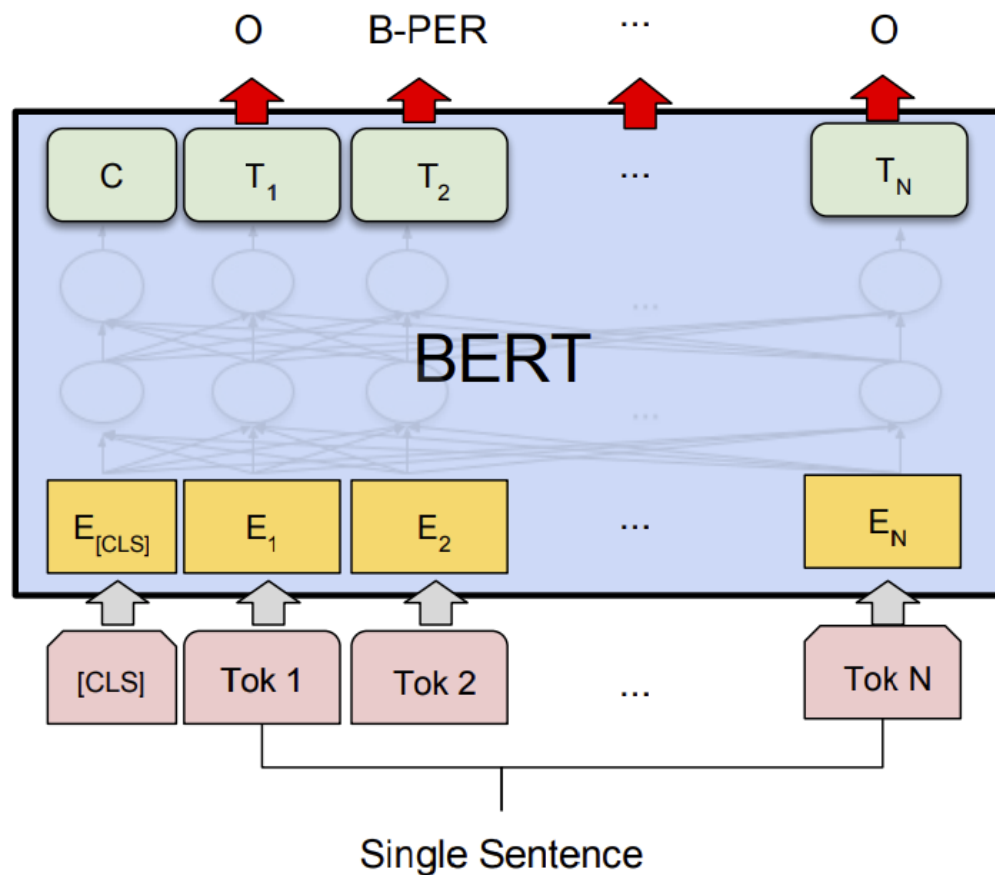 O B-PER ... O
C T1 T2 ... TN
...
BERT
...
E[CLS] E1 E2 ... EN
[CLS] Tok 1 Tok 2 ... Tok N
Single Sentence